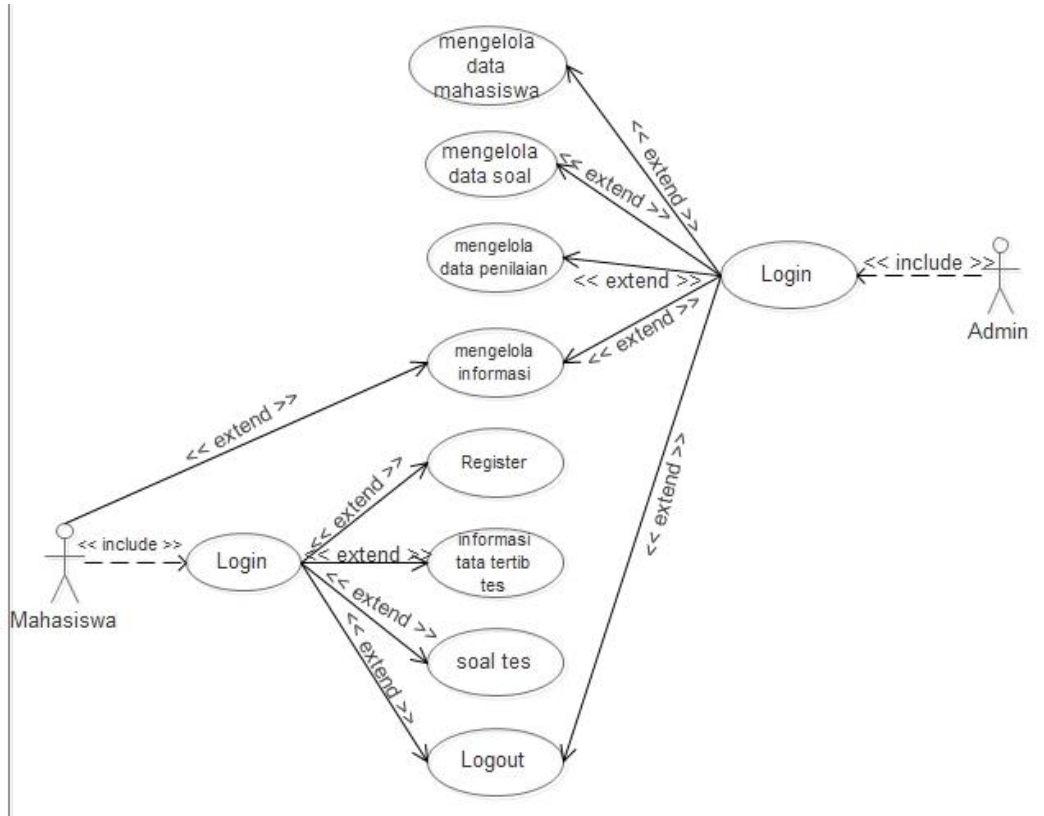 mengelola
data
mahasiswa
<< extend >>
mengelola
data soal
<< extend >>
mengelola
data penilaian
<< extend >>
Login
<< include >>
Admin
<< extend >>
mengelola
informasi
<< extend >>
<< extend >>
Register
<< extend >>
<< include >>
Login
<< extend >>
informasi
tata tertib
tes
Mahasiswa
<< extend >>
soal tes
<< extend >>
Logout